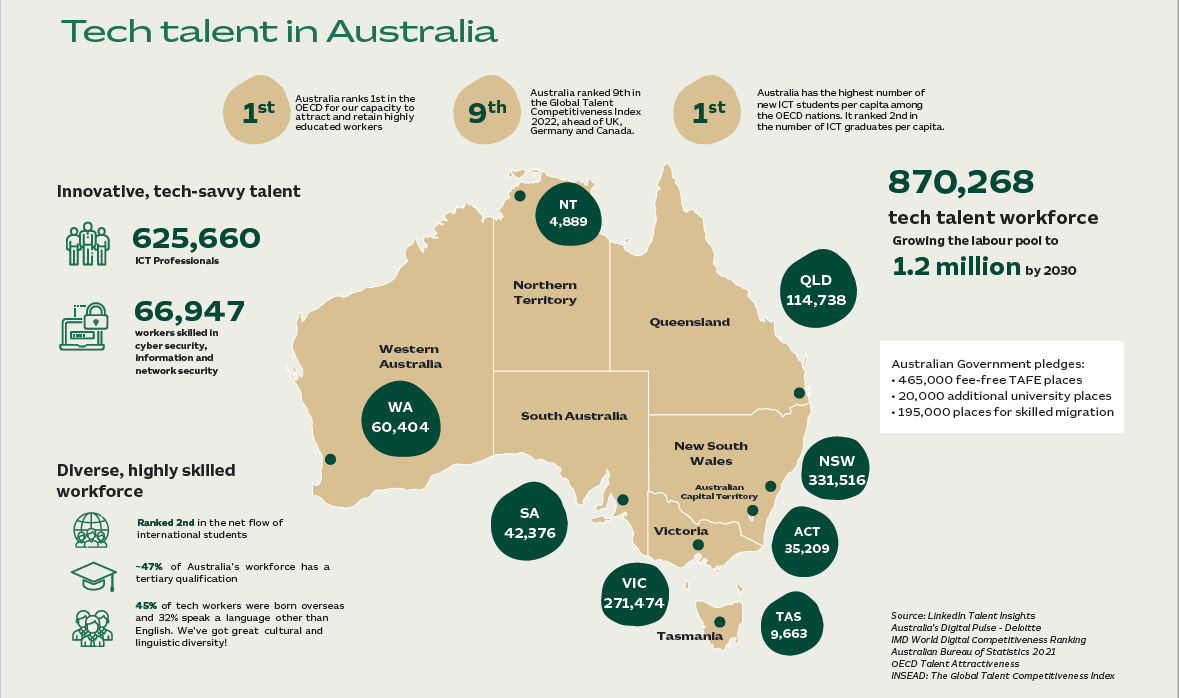 Tech talent in Australia
1st
Australia ranks 1st in the
OECD for our capacity to
attract and retain highly
educated workers
9th
Australia ranked 9th in
the Global Talent
Competitiveness Index
2022, ahead of UK,
Germany and Canada.
1st
Australia has the highest number of
new ICT students per capita among
the OECD nations. It ranked 2nd in
the number of ICT graduates per capita.
Innovative, tech-savvy talent
625,660
ICT Professionals
66,947
workers skilled in
cyber security,
information and
network security
Diverse, highly skilled
workforce
Ranked 2nd in the net flow of
international students
~47% of Australia's workforce has a
tertiary qualification
45% of tech workers were born overseas
and 32% speak a language other than
English. We've got great cultural and
linguistic diversity!
NT
4,889
Northern
Territory
QLD
114,738
Queensland
Western
Australia
WA
60,404
South Australia
SA
42,376
New South
Wales
NSW
331,516
Australian
Capital Territory
ACT
35,209
Victoria
VIC
271,474
Tasmania
TAS
9,663
870,268
tech talent workforce
Growing the labour pool to
1.2 million by 2030
Australian Government pledges:
• 465,000 fee-free TAFE places
• 20,000 additional university places
• 195,000 places for skilled migration
Source: LinkedIn Talent Insights
Australia's Digital Pulse - Deloitte
IMD World Digital Competitiveness Ranking
Australian Bureau of Statistics 2021
OECD Talent Attractiveness
INSEAD: The Global Talent Competitiveness Index